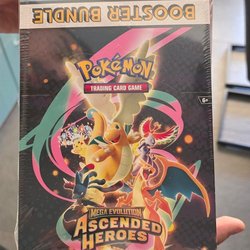 BOOSTER BUNDLE
POKéMON
TRADING CARD GAME
6+
MEGA EVOLUTION
ASCENDED HEROES